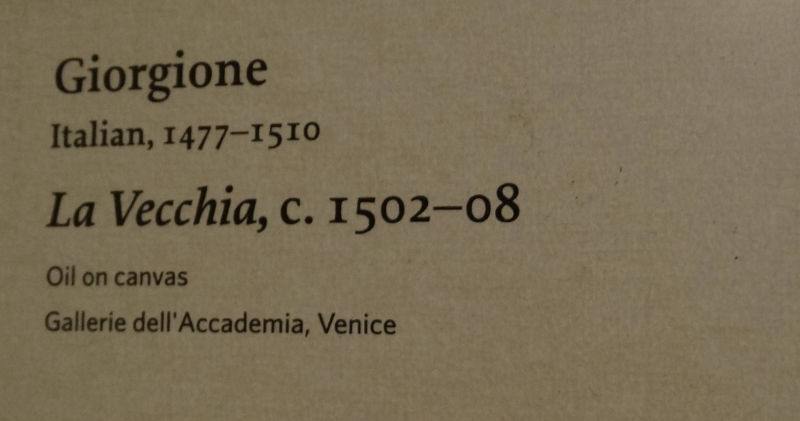 Giorgione
Italian, 1477–1510
La Vecchia, c. 1502–08
Oil on canvas
Gallerie dell'Accademia, Venice